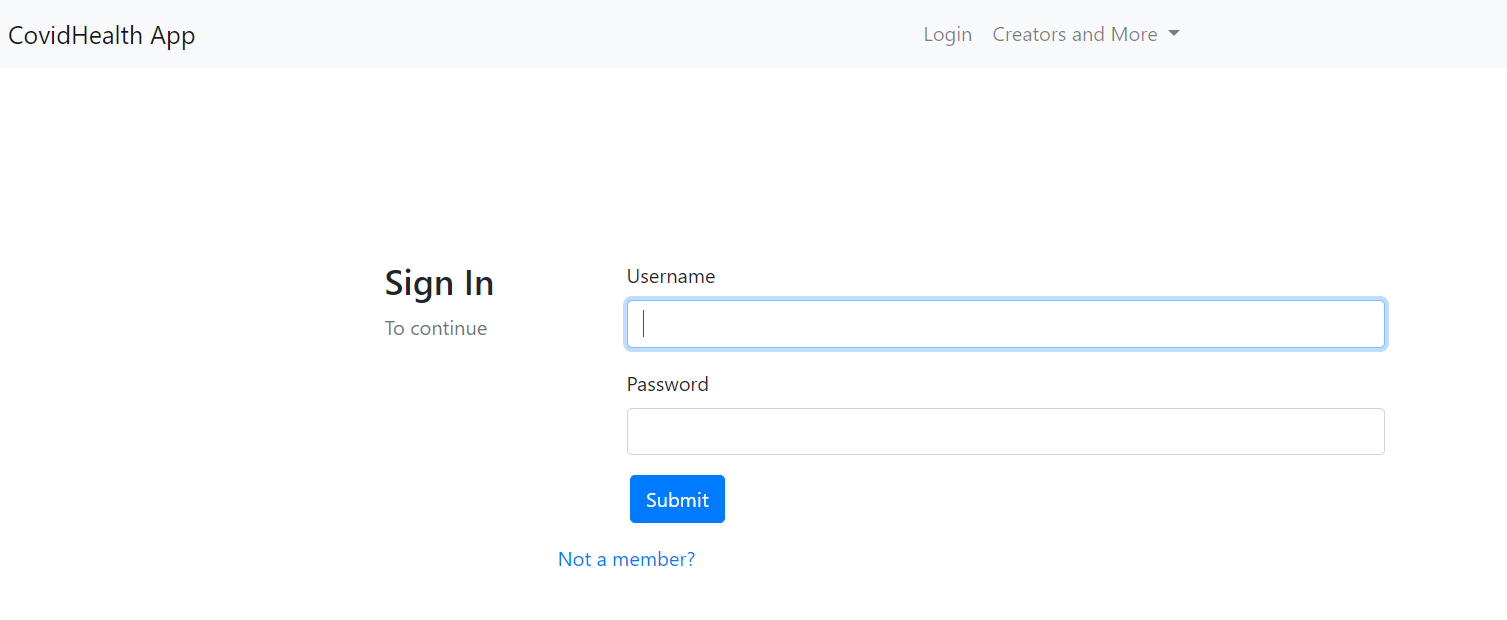 CovidHealth App
Login
Creators and More
Sign In
To continue
Username
Password
Submit
Not a member?